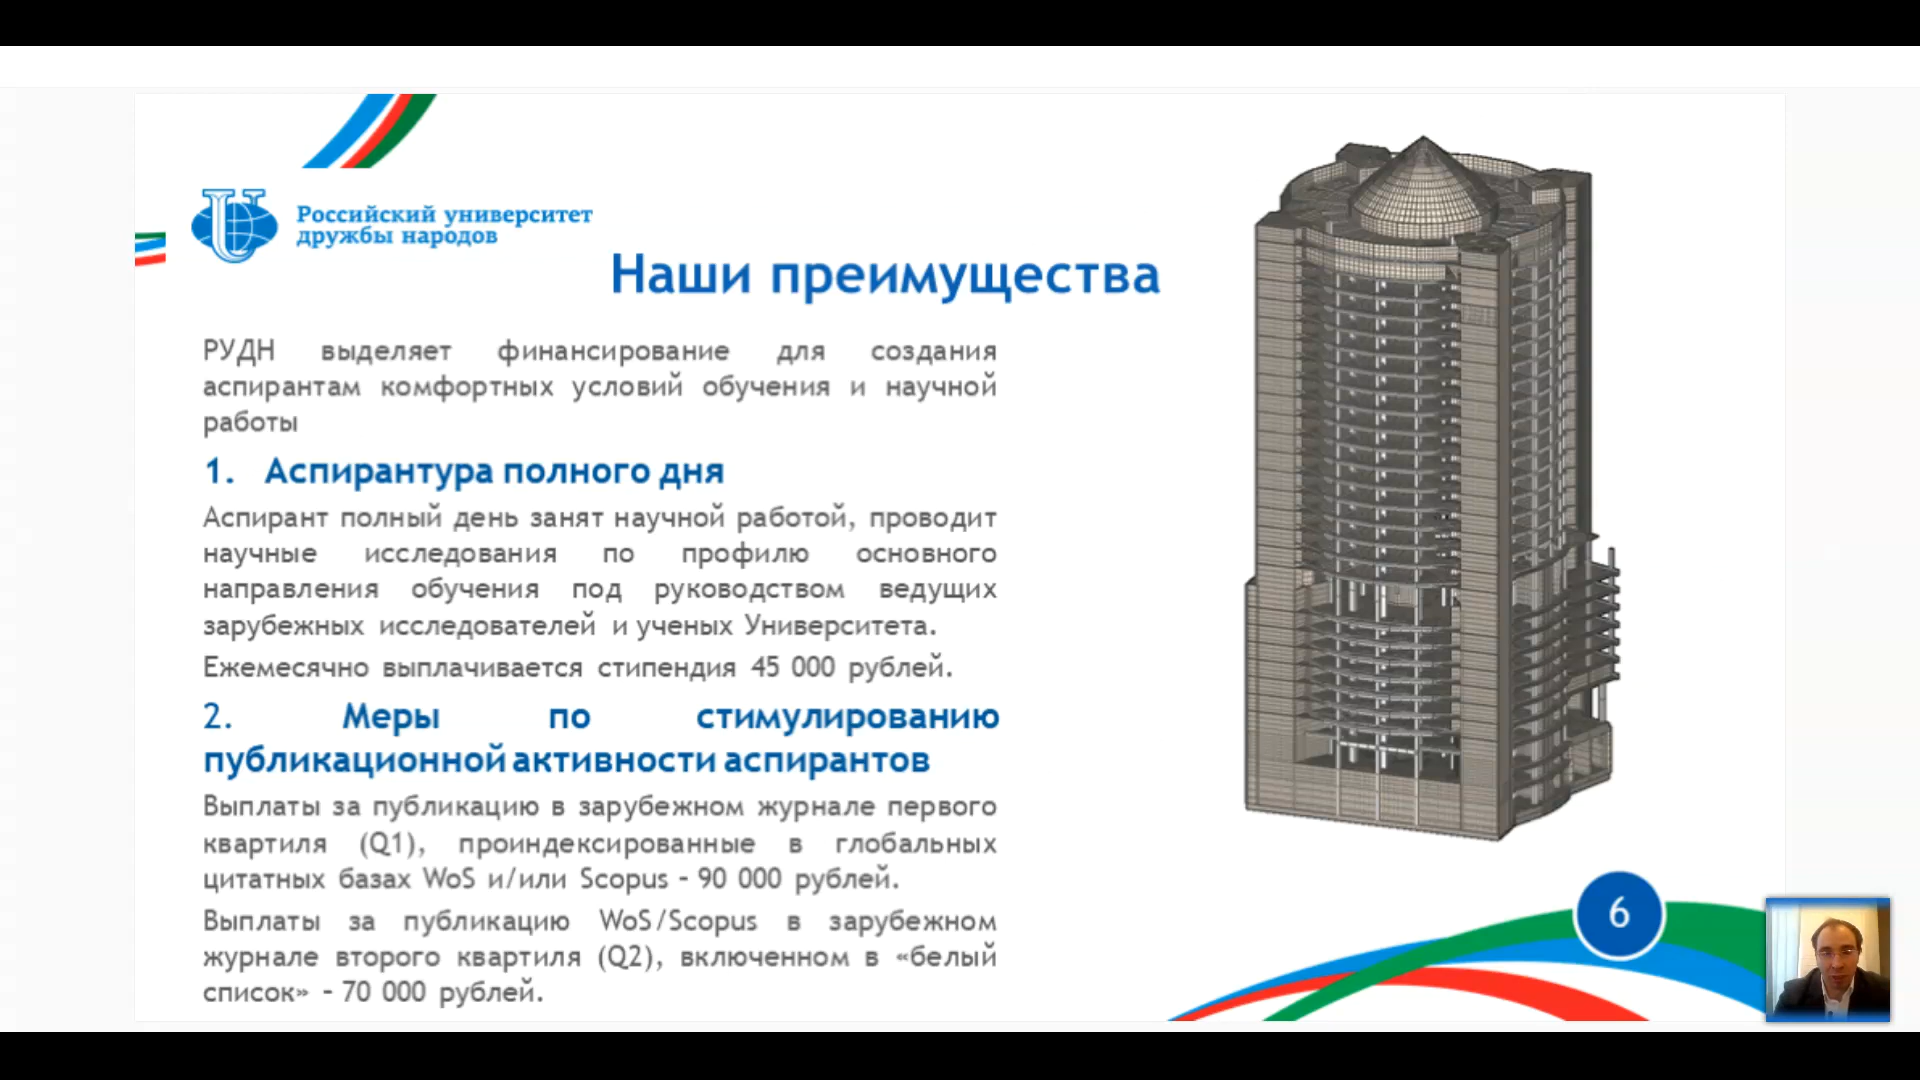 Российский университет
дружбы народов
Наши преимущества
РУДН выделяет финансирование для создания
аспирантам комфортных условий обучения и научной
работы
1. Аспирантура полного дня
Аспирант полный день занят научной работой, проводит
научные исследования по профилю основного
направления обучения под руководством ведущих
зарубежных исследователей и ученых Университета.
Ежемесячно выплачивается стипендия 45 000 рублей.
2. Меры по стимулированию
публикационной активности аспирантов
Выплаты за публикацию в зарубежном журнале первого
квартиля (Q1), проиндексированные в глобальных
цитатных базах WoS и/или Scopus - 90 000 рублей.
Выплаты за публикацию WoS/Scopus в зарубежном
журнале второго квартиля (Q2), включенном в «белый
список» - 70 000 рублей.
6